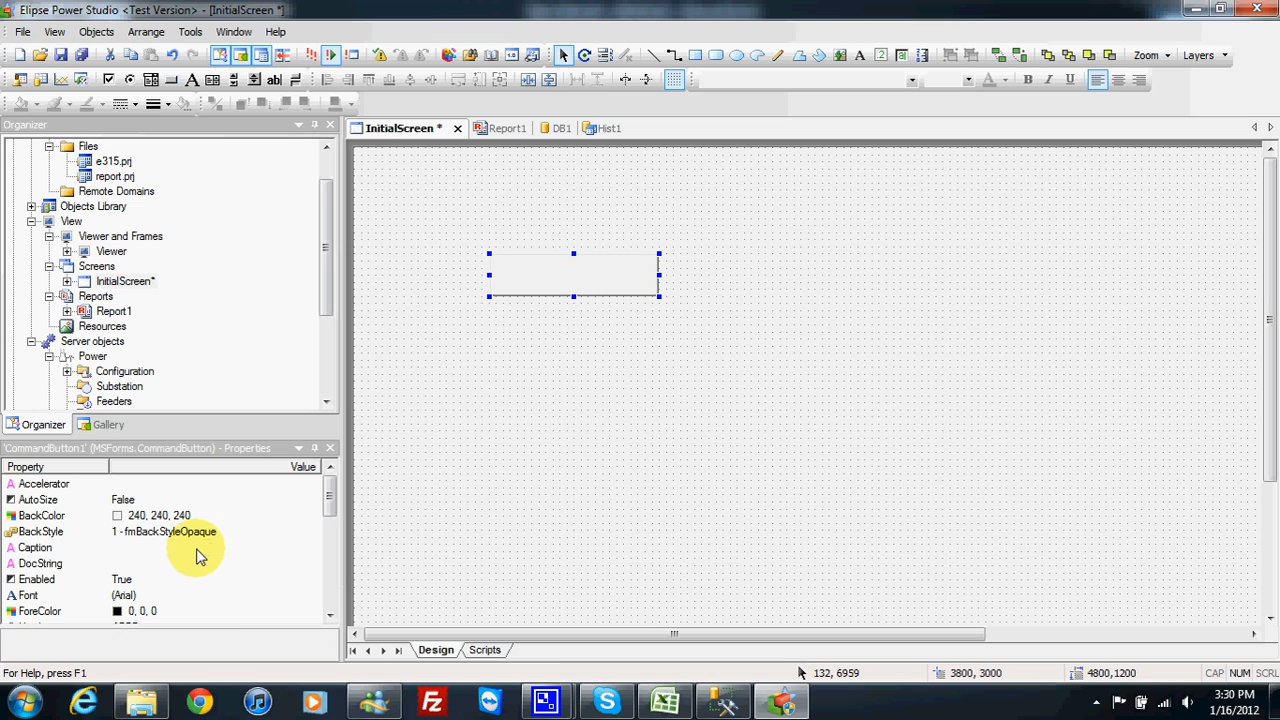 Elipse Power Studio <Test Version> - [InitialScreen *]
File View Objects Arrange Tools Window Help
Zoom Layers
B I U
Organizer
InitialScreen * Report1 DB1 Hist1
Files
e315.prj
report.prj
Remote Domains
Objects Library
View
Viewer and Frames
Viewer
Screens
InitialScreen*
Reports
Report1
Resources
Server objects
Power
Configuration
Substation
Feeders
Organizer Gallery
'CommandButton1' (MSForms.CommandButton) - Properties
Property Value
Accelerator
AutoSize False
BackColor 240, 240, 240
BackStyle 1 - fmBackStyleOpaque
Caption
DocString
Enabled True
Font (Arial)
ForeColor 0, 0, 0
Design Scripts
For Help, press F1 132, 6959 3800, 3000 4800,1200 CAP NUM SCRL
3:30 PM
1/16/2012